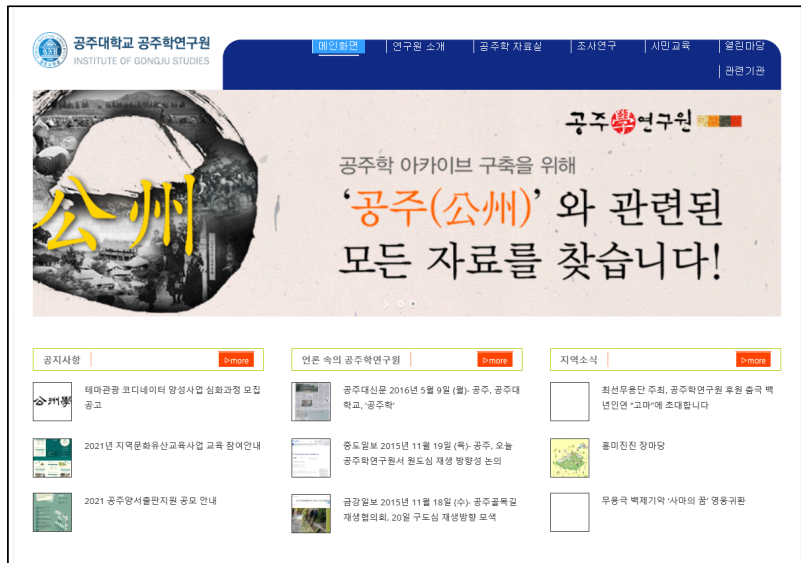 공주대학교 공주학연구원
INSTITUTE OF GONGJU STUDIES
메인화면
연구원 소개
공주학 자료실
조사연구
시민교육
열린마당
관련기관
공주學연구원
公州
공주학 아카이브 구축을 위해
‘공주(公州)’ 와 관련된
모든 자료를 찾습니다!
공지사항
▷more
公州學
테마관광 코디네이터 양성사업 심화과정 모집
공고
2021년 지역문화유산교육사업 교육 참여안내
2021 공주양서출판지원 공모 안내
언론 속의 공주학연구원
▷more
공주대신문 2016년 5월 9일 (월)- 공주, 공주대
학교, ‘공주학’
중도일보 2015년 11월 19일 (목)- 공주, 오늘
공주학연구원서 원도심 재생 방향성 논의
금강일보 2015년 11월 18일 (수)- 공주골목길
재생협의회, 20일 구도심 재생방향 모색
지역소식
▷more
최선무용단 주최, 공주학연구원 후원 춤극 백
년인연 “고마”에 초대합니다
흥미진진 장마당
무용극 백제기악 ‘사마의 꿈’ 영웅귀환